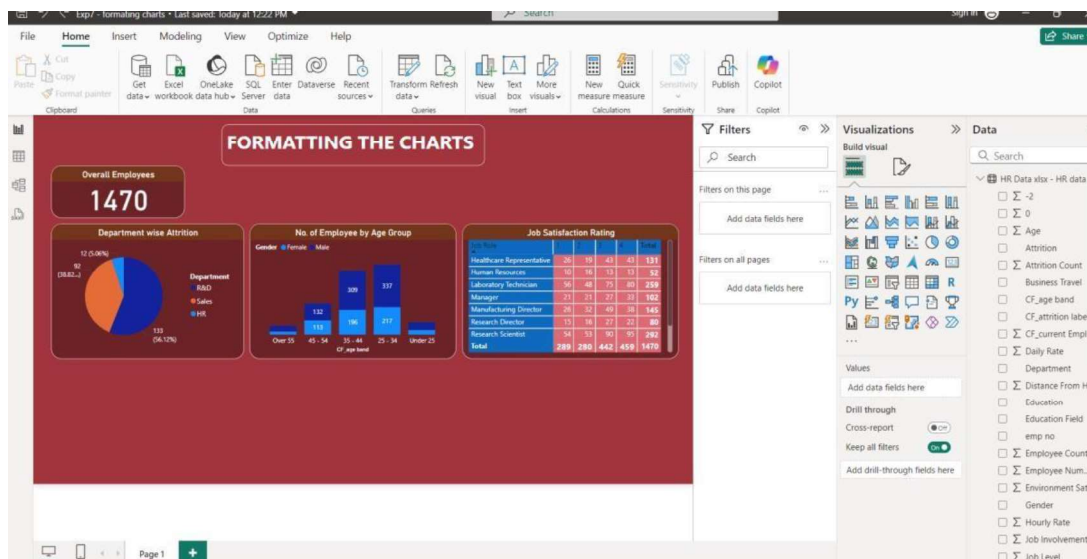 Exp7 - formating charts • Last saved: Today at 12:22 PM
Search
Sign in
File
Home
Insert
Modeling
View
Optimize
Help
Share
Paste
Cut
Copy
Format painter
Clipboard
Get data
Excel workbook
OneLake data hub
SQL Server
Enter data
Dataverse
Recent sources
Data
Transform data
Refresh
Queries
New visual
Text box
More visuals
Insert
New measure
Quick measure
Calculations
Sensitivity
Sensitivity
Publish
Share
Copilot
Copilot
FORMATTING THE CHARTS
Overall Employees
1470
Department wise Attrition
12 (5.06%)
92
(38.82...)
133
(56.12%)
Department
R&D
Sales
HR
No. of Employee by Age Group
Gender Female Male
132
113
309
196
337
217
Over 55 45 - 54 35 - 44 25 - 34 Under 25
CF_age band
Job Satisfaction Rating
Job Role 1 2 3 4 Total
Healthcare Representative 26 19 43 43 131
Human Resources 10 16 13 13 52
Laboratory Technician 56 48 75 80 259
Manager 21 21 27 33 102
Manufacturing Director 26 32 49 38 145
Research Director 15 16 27 22 80
Research Scientist 54 53 90 95 292
Total 289 280 442 459 1470
Filters
Search
Filters on this page
Add data fields here
Filters on all pages
Add data fields here
Visualizations
Build visual
R
Py
Values
Add data fields here
Drill through
Cross-report
Off
Keep all filters
On
Add drill-through fields here
Data
Search
HR Data xlsx - HR data
-2
0
Age
Attrition
Attrition Count
Business Travel
CF_age band
CF_attrition labe
CF_current Empl
Daily Rate
Department
Distance From H
Education
Education Field
emp no
Employee Count
Employee Num..
Environment Sat
Gender
Hourly Rate
Job Involvement
Job Level
Page 1